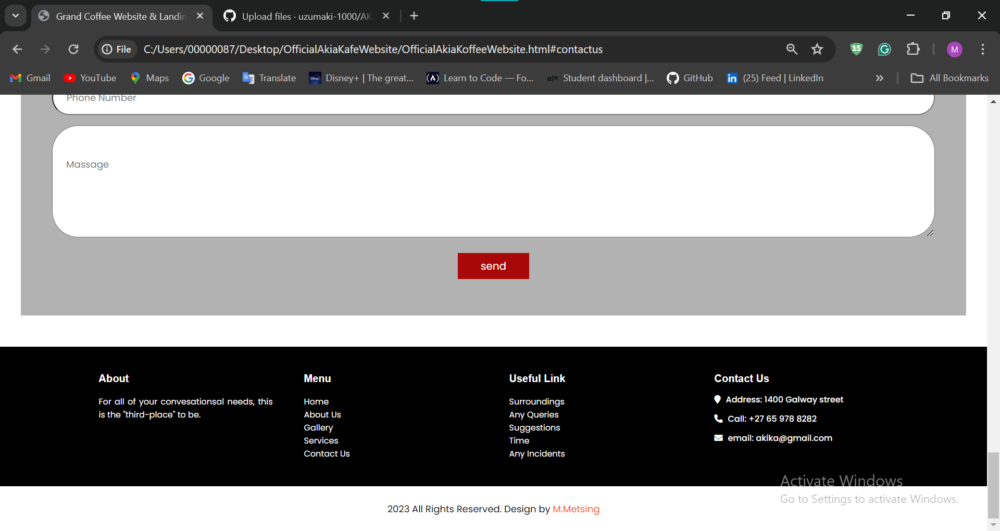 Grand Coffee Website & Landin
Upload files · uzumaki-1000/AK
File
C:/Users/00000087/Desktop/OfficialAkiaKafeWebsite/OfficialAkiaKoffeeWebsite.html#contactus
15
M
Gmail
YouTube
Maps
Google
Translate
Disney+ | The great...
(A) Learn to Code — Fo...
alx Student dashboard |...
GitHub
in (25) Feed | LinkedIn
All Bookmarks
Phone Number
Massage
send
About
For all of your convesationsal needs, this
is the "third-place" to be.
Menu
Home
About Us
Gallery
Services
Contact Us
Useful Link
Surroundings
Any Queries
Suggestions
Time
Any Incidents
Contact Us
Address: 1400 Galway street
Call: +27 65 978 8282
email: akika@gmail.com
Activate Windows
Go to Settings to activate Windows.
2023 All Rights Reserved. Design by M.Metsing